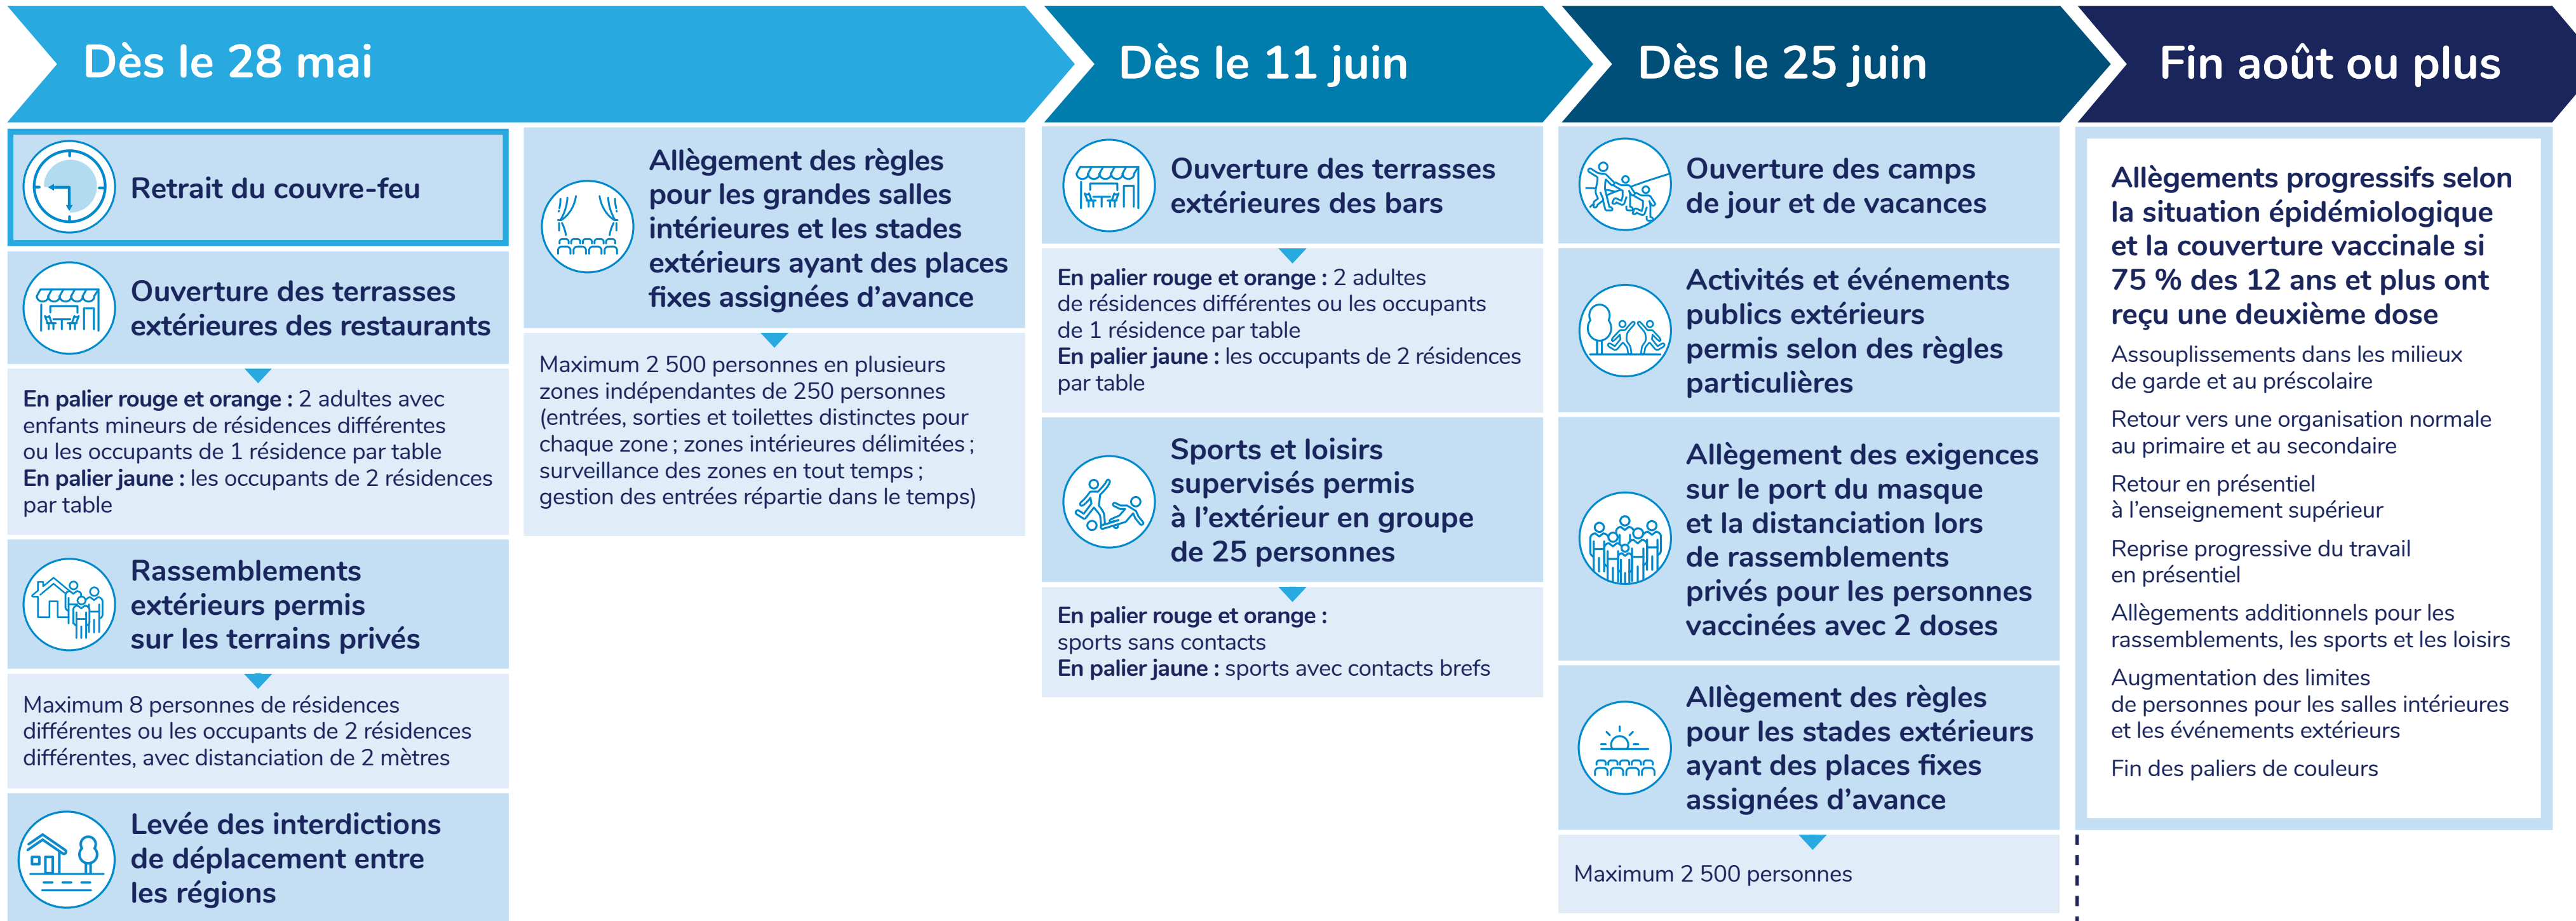 Dès le 28 mai
Retrait du couvre-feu
Ouverture des terrasses
extérieures des restaurants
En palier rouge et orange : 2 adultes avec
enfants mineurs de résidences différentes
ou les occupants de 1 résidence par table
En palier jaune : les occupants de 2 résidences
par table
Rassemblements
extérieurs permis
sur les terrains privés
Maximum 8 personnes de résidences
différentes ou les occupants de 2 résidences
différentes, avec distanciation de 2 mètres
Levée des interdictions
de déplacement entre
les régions
Allègement des règles
pour les grandes salles
intérieures et les stades
extérieurs ayant des places
fixes assignées d’avance
Maximum 2 500 personnes en plusieurs
zones indépendantes de 250 personnes
(entrées, sorties et toilettes distinctes pour
chaque zone ; zones intérieures délimitées ;
surveillance des zones en tout temps ;
gestion des entrées répartie dans le temps)
Dès le 11 juin
Ouverture des terrasses
extérieures des bars
En palier rouge et orange : 2 adultes
de résidences différentes ou les occupants
de 1 résidence par table
En palier jaune : les occupants de 2 résidences
par table
Sports et loisirs
supervisés permis
à l’extérieur en groupe
de 25 personnes
En palier rouge et orange :
sports sans contacts
En palier jaune : sports avec contacts brefs
Dès le 25 juin
Ouverture des camps
de jour et de vacances
Activités et événements
publics extérieurs
permis selon des règles
particulières
Allègement des exigences
sur le port du masque
et la distanciation lors
de rassemblements
privés pour les personnes
vaccinées avec 2 doses
Allègement des règles
pour les stades extérieurs
ayant des places fixes
assignées d’avance
Maximum 2 500 personnes
Fin août ou plus
Allègements progressifs selon
la situation épidémiologique
et la couverture vaccinale si
75 % des 12 ans et plus ont
reçu une deuxième dose
Assouplissements dans les milieux
de garde et au préscolaire
Retour vers une organisation normale
au primaire et au secondaire
Retour en présentiel
à l’enseignement supérieur
Reprise progressive du travail
en présentiel
Allègements additionnels pour les
rassemblements, les sports et les loisirs
Augmentation des limites
de personnes pour les salles intérieures
et les événements extérieurs
Fin des paliers de couleurs